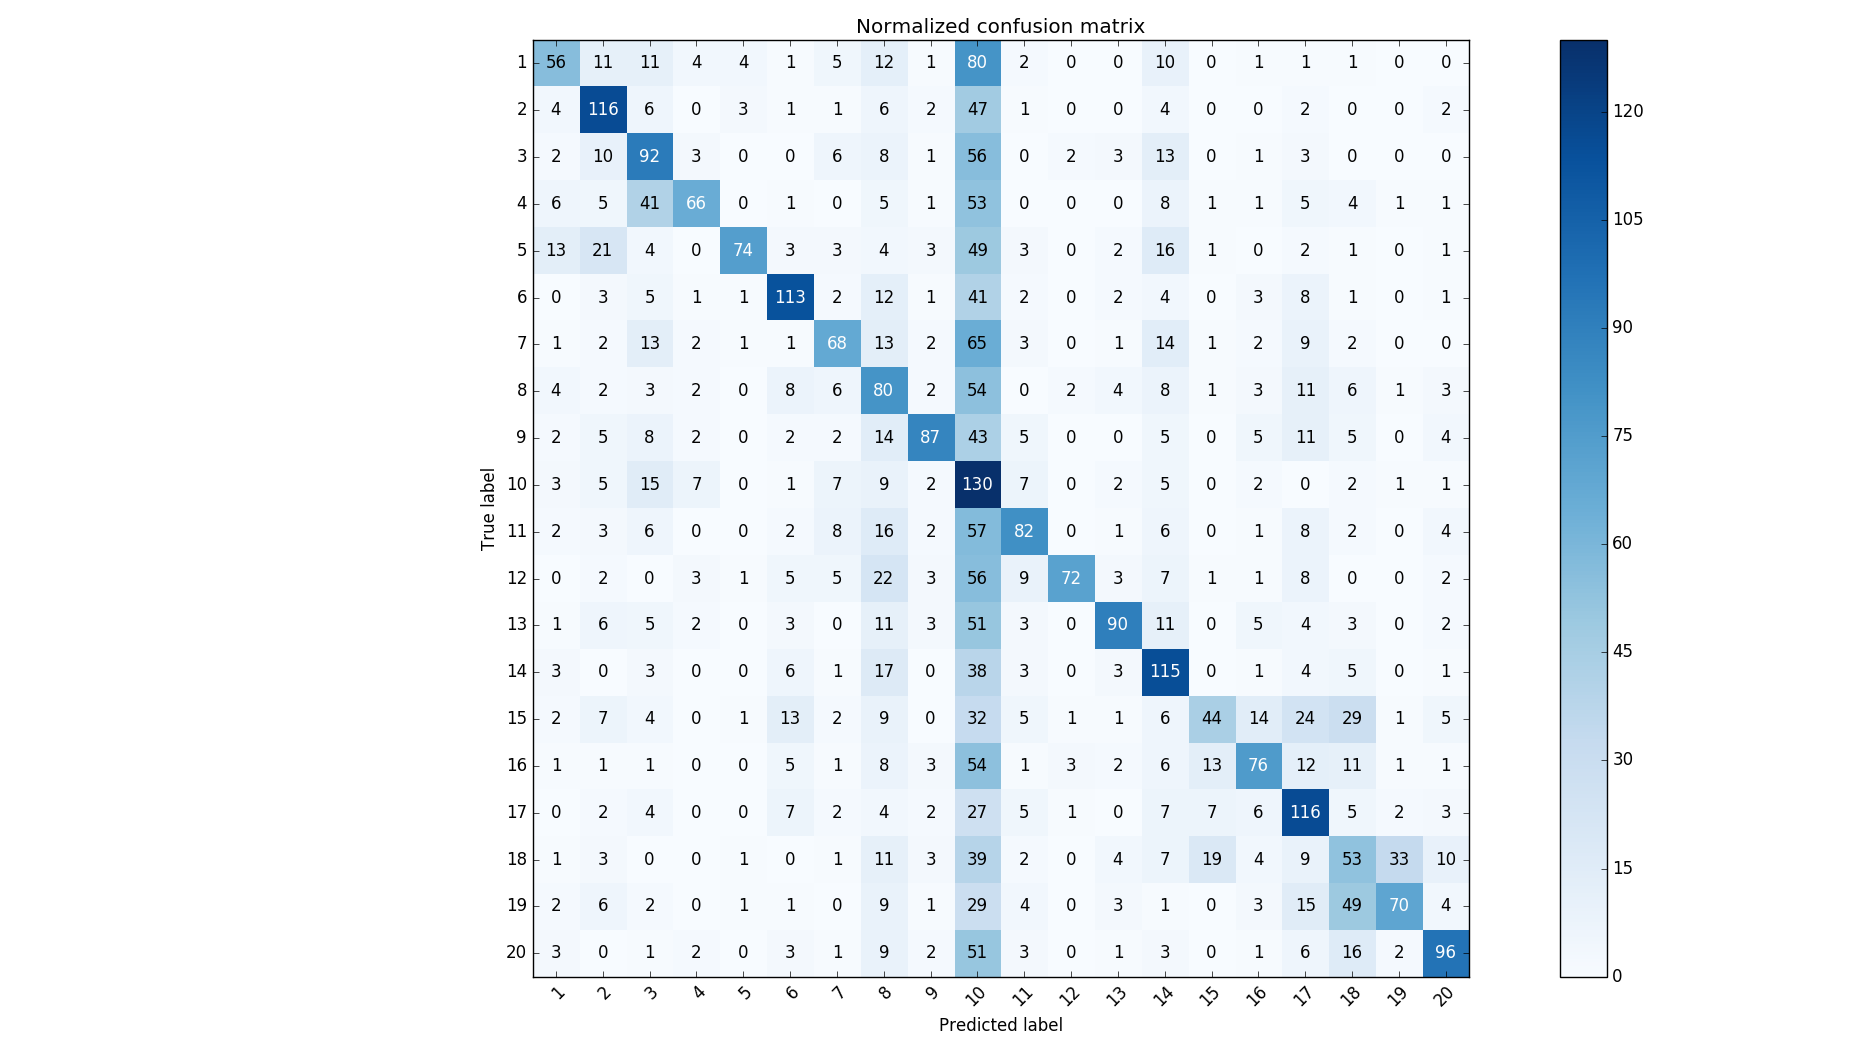 Normalized confusion matrix
1 56 11 11 4 4 1 5 12 1 80 2 0 0 10 0 1 1 1 0 0
2 4 116 6 0 3 1 1 6 2 47 1 0 0 4 0 0 2 0 0 2
3 2 10 92 3 0 0 6 8 1 56 0 2 3 13 0 1 3 0 0 0
4 6 5 41 66 0 1 0 5 1 53 0 0 0 8 1 1 5 4 1 1
5 13 21 4 0 74 3 3 4 3 49 3 0 2 16 1 0 2 1 0 1
6 0 3 5 1 1 113 2 12 1 41 2 0 2 4 0 3 8 1 0 1
7 1 2 13 2 1 1 68 13 2 65 3 0 1 14 1 2 9 2 0 0
8 4 2 3 2 0 8 6 80 2 54 0 2 4 8 1 3 11 6 1 3
9 2 5 8 2 0 2 2 14 87 43 5 0 0 5 0 5 11 5 0 4
10 3 5 15 7 0 1 7 9 2 130 7 0 2 5 0 2 0 2 1 1
11 2 3 6 0 0 2 8 16 2 57 82 0 1 6 0 1 8 2 0 4
12 0 2 0 3 1 5 5 22 3 56 9 72 3 7 1 1 8 0 0 2
13 1 6 5 2 0 3 0 11 3 51 3 0 90 11 0 5 4 3 0 2
14 3 0 3 0 0 6 1 17 0 38 3 0 3 115 0 1 4 5 0 1
15 2 7 4 0 1 13 2 9 0 32 5 1 1 6 44 14 24 29 1 5
16 1 1 1 0 0 5 1 8 3 54 1 3 2 6 13 76 12 11 1 1
17 0 2 4 0 0 7 2 4 2 27 5 1 0 7 7 6 116 5 2 3
18 1 3 0 0 1 0 1 11 3 39 2 0 4 7 19 4 9 53 33 10
19 2 6 2 0 1 1 0 9 1 29 4 0 3 1 0 3 15 49 70 4
20 3 0 1 2 0 3 1 9 2 51 3 0 1 3 0 1 6 16 2 96
1 2 3 4 5 6 7 8 9 10 11 12 13 14 15 16 17 18 19 20
Predicted label
True label
120
105
90
75
60
45
30
15
0